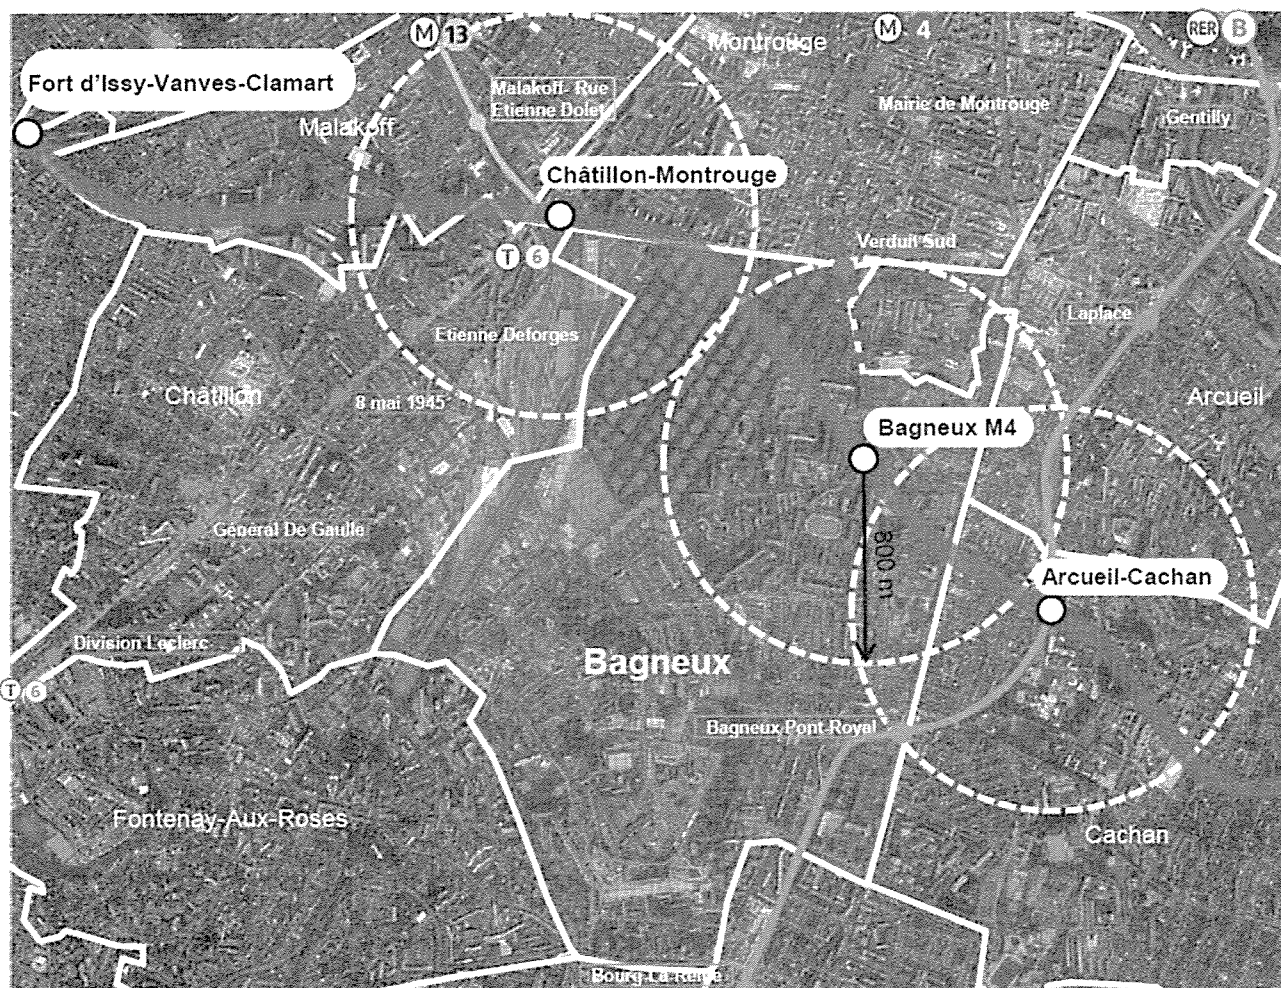 M 13
M 4
RER B
Montrouge
Fort d'Issy-Vanves-Clamart
Malakoff- Rue
Etienne Dolet
Mairie de Montrouge
Malakoff
Gentilly
Châtillon-Montrouge
T 6
Verdun Sud
Laplace
Etienne Deforges
Châtillon
8 mai 1945
Arcueil
Bagneux M4
Général De Gaulle
800 m
Arcueil-Cachan
Division Leclerc
Bagneux
T 6
Bagneux Pont-Royal
Fontenay-Aux-Roses
Cachan
Bourg-La-Reine